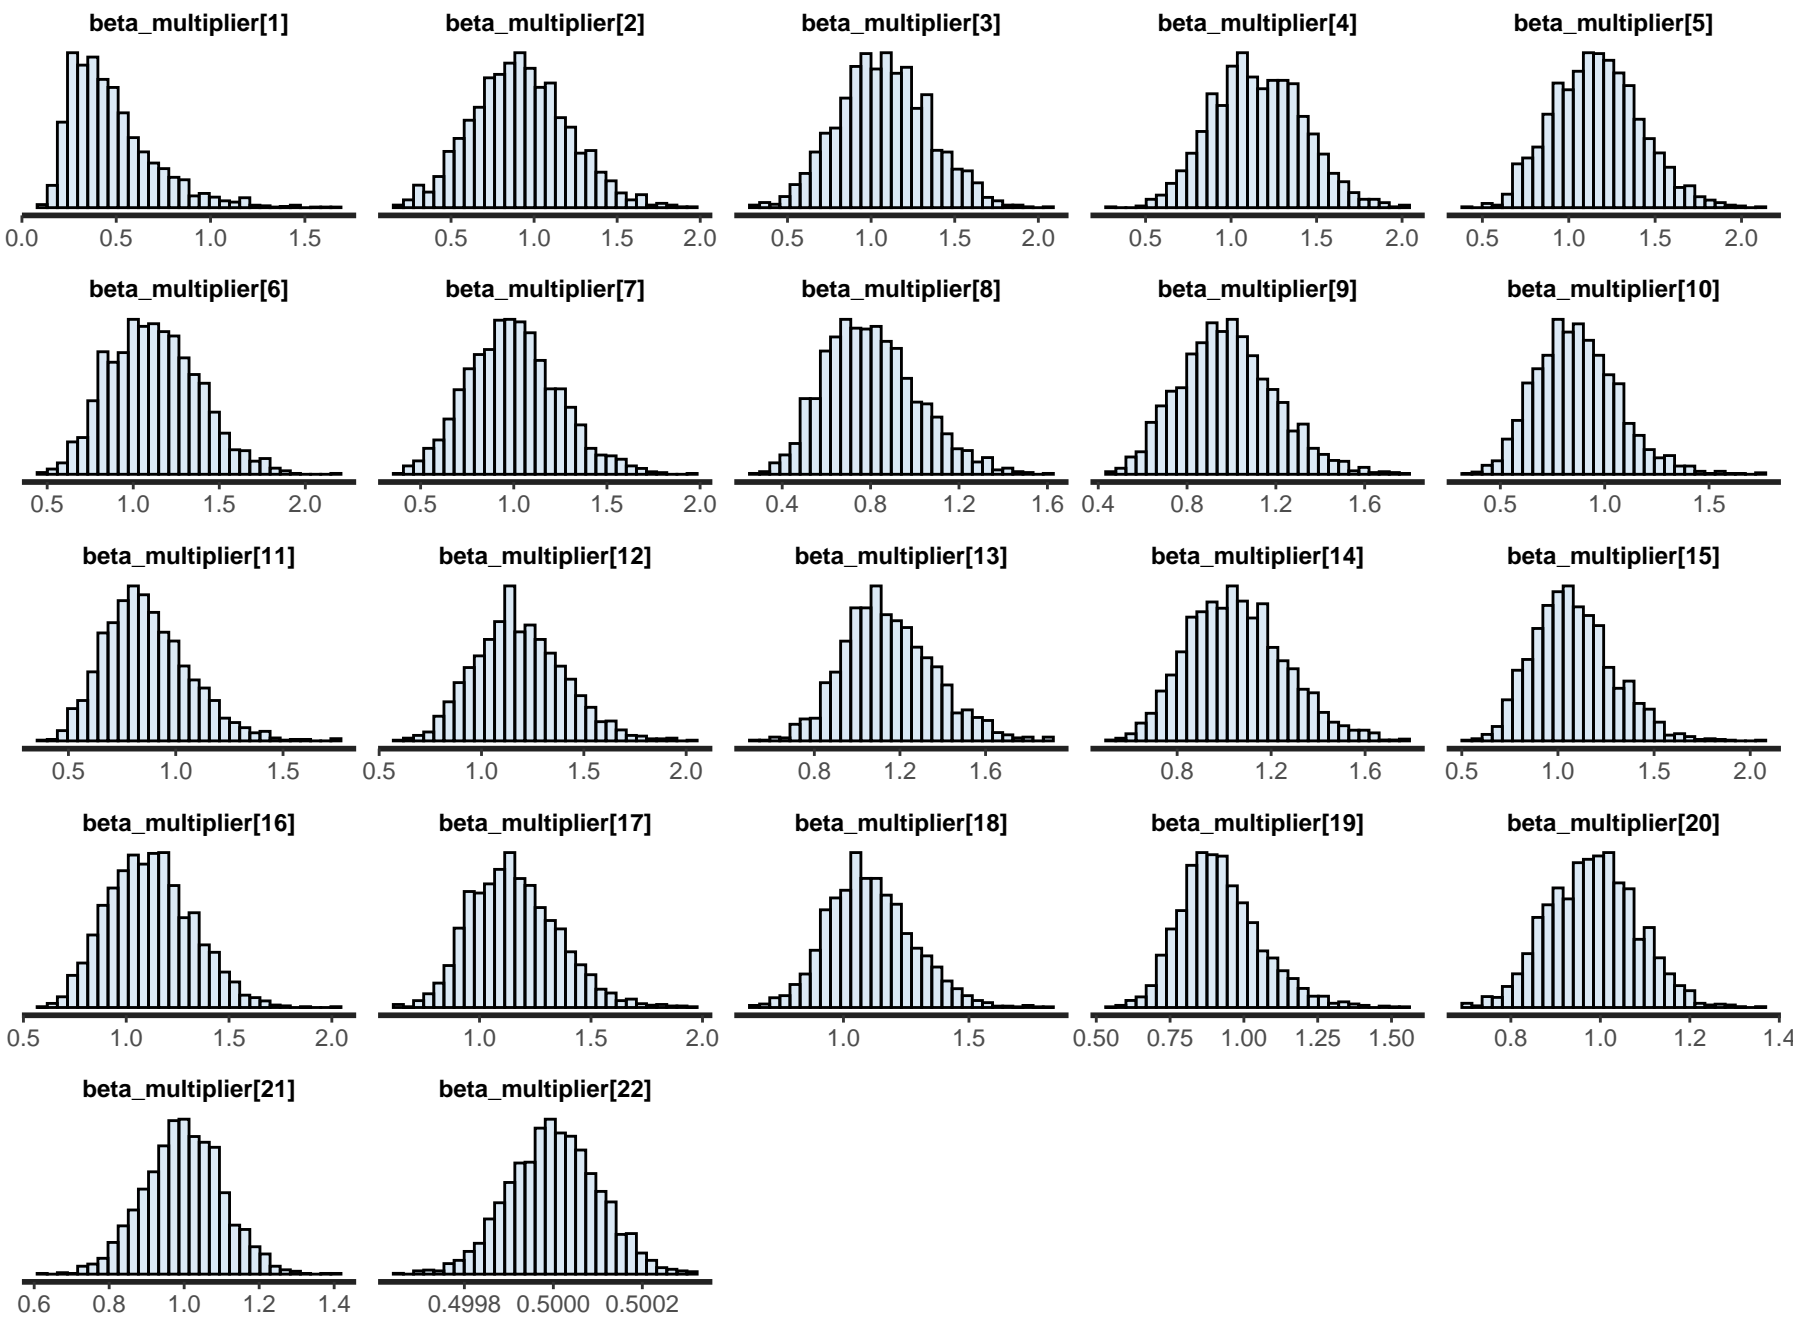 beta_multiplier[1] beta_multiplier[2] beta_multiplier[3] beta_multiplier[4] beta_multiplier[5]
0.0 0.5 1.0 1.5 0.5 1.0 1.5 2.0 0.5 1.0 1.5 2.0 0.5 1.0 1.5 2.0 0.5 1.0 1.5 2.0
beta_multiplier[6] beta_multiplier[7] beta_multiplier[8] beta_multiplier[9] beta_multiplier[10]
0.5 1.0 1.5 2.0 0.5 1.0 1.5 2.0 0.4 0.8 1.2 1.6 0.4 0.8 1.2 1.6 0.5 1.0 1.5
beta_multiplier[11] beta_multiplier[12] beta_multiplier[13] beta_multiplier[14] beta_multiplier[15]
0.5 1.0 1.5 0.5 1.0 1.5 2.0 0.8 1.2 1.6 0.8 1.2 1.6 0.5 1.0 1.5 2.0
beta_multiplier[16] beta_multiplier[17] beta_multiplier[18] beta_multiplier[19] beta_multiplier[20]
0.5 1.0 1.5 2.0 1.0 1.5 2.0 1.0 1.5 0.50 0.75 1.00 1.25 1.50 0.8 1.0 1.2 1.4
beta_multiplier[21] beta_multiplier[22]
0.6 0.8 1.0 1.2 1.4 0.4998 0.5000 0.5002